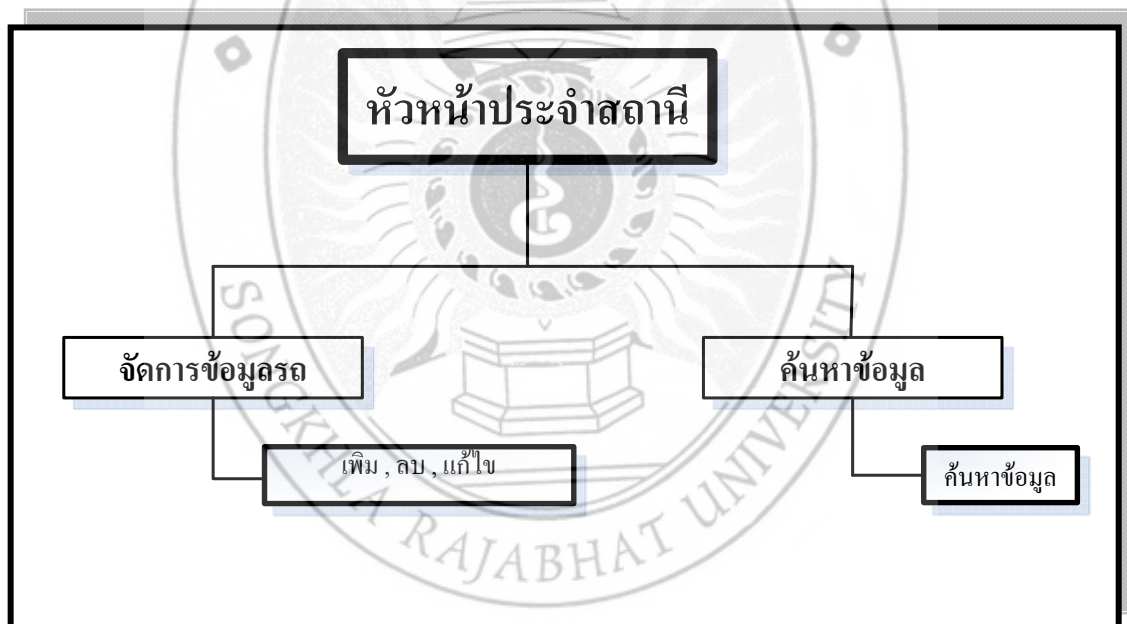 หัวหน้าประจำสถานี
จัดการข้อมูลรถ
ค้นหาข้อมูล
เพิ่ม , ลบ , แก้ไข
ค้นหาข้อมูล
SONGKHLA RAJABHAT UNIVERSITY